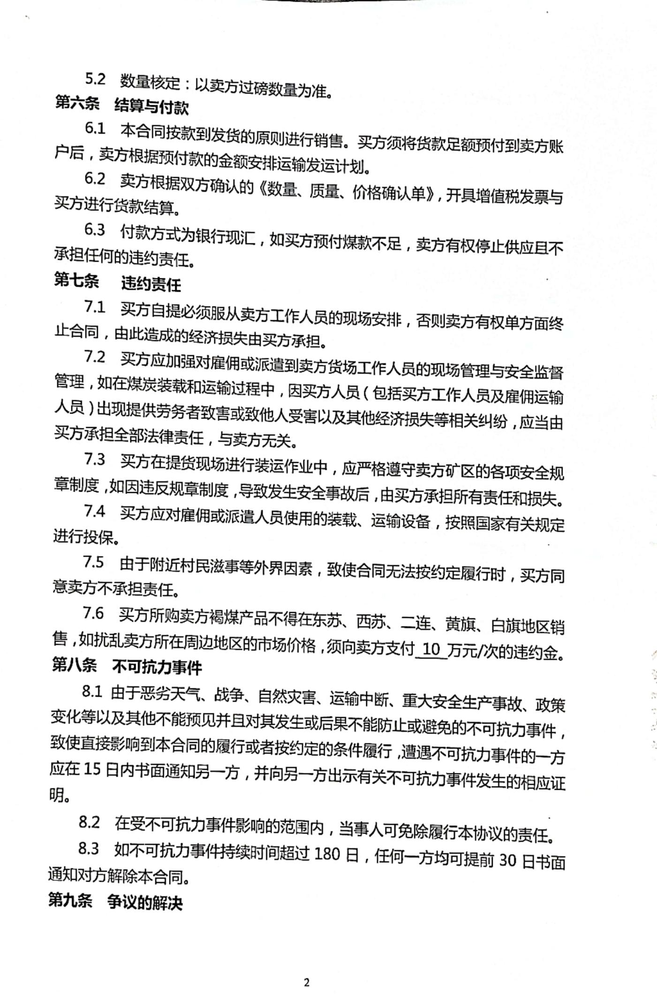 5.2 数量核定：以卖方过磅数量为准。
第六条 结算与付款
6.1 本合同按款到发货的原则进行销售。买方须将货款足额预付到卖方账
户后，卖方根据预付款的金额安排运输发运计划。
6.2 卖方根据双方确认的《数量、质量、价格确认单》，开具增值税发票与
买方进行货款结算。
6.3 付款方式为银行现汇，如买方预付煤款不足，卖方有权停止供应且不
承担任何的违约责任。
第七条 违约责任
7.1 买方自提必须服从卖方工作人员的现场安排，否则卖方有权单方面终
止合同，由此造成的经济损失由买方承担。
7.2 买方应加强对雇佣或派遣到卖方货场工作人员的现场管理与安全监督
管理，如在煤炭装载和运输过程中，因买方人员（包括买方工作人员及雇佣运输
人员）出现提供劳务者致害或致他人受害以及其他经济损失等相关纠纷，应当由
买方承担全部法律责任，与卖方无关。
7.3 买方在提货现场进行装运作业中，应严格遵守卖方矿区的各项安全规
章制度，如因违反规章制度，导致发生安全事故后，由买方承担所有责任和损失。
7.4 买方应对雇佣或派遣人员使用的装载、运输设备，按照国家有关规定
进行投保。
7.5 由于附近村民滋事等外界因素，致使合同无法按约定履行时，买方同
意卖方不承担责任。
7.6 买方所购卖方褐煤产品不得在东苏、西苏、二连、黄旗、白旗地区销
售，如扰乱卖方所在周边地区的市场价格，须向卖方支付 10 万元/次的违约金。
第八条 不可抗力事件
8.1 由于恶劣天气、战争、自然灾害、运输中断、重大安全生产事故、政策
变化等以及其他不能预见并且对其发生或后果不能防止或避免的不可抗力事件，
致使直接影响到本合同的履行或者按约定的条件履行，遭遇不可抗力事件的一方
应在 15 日内书面通知另一方，并向另一方出示有关不可抗力事件发生的相应证
明。
8.2 在受不可抗力事件影响的范围内，当事人可免除履行本协议的责任。
8.3 如不可抗力事件持续时间超过 180 日，任何一方均可提前 30 日书面
通知对方解除本合同。
第九条 争议的解决
2